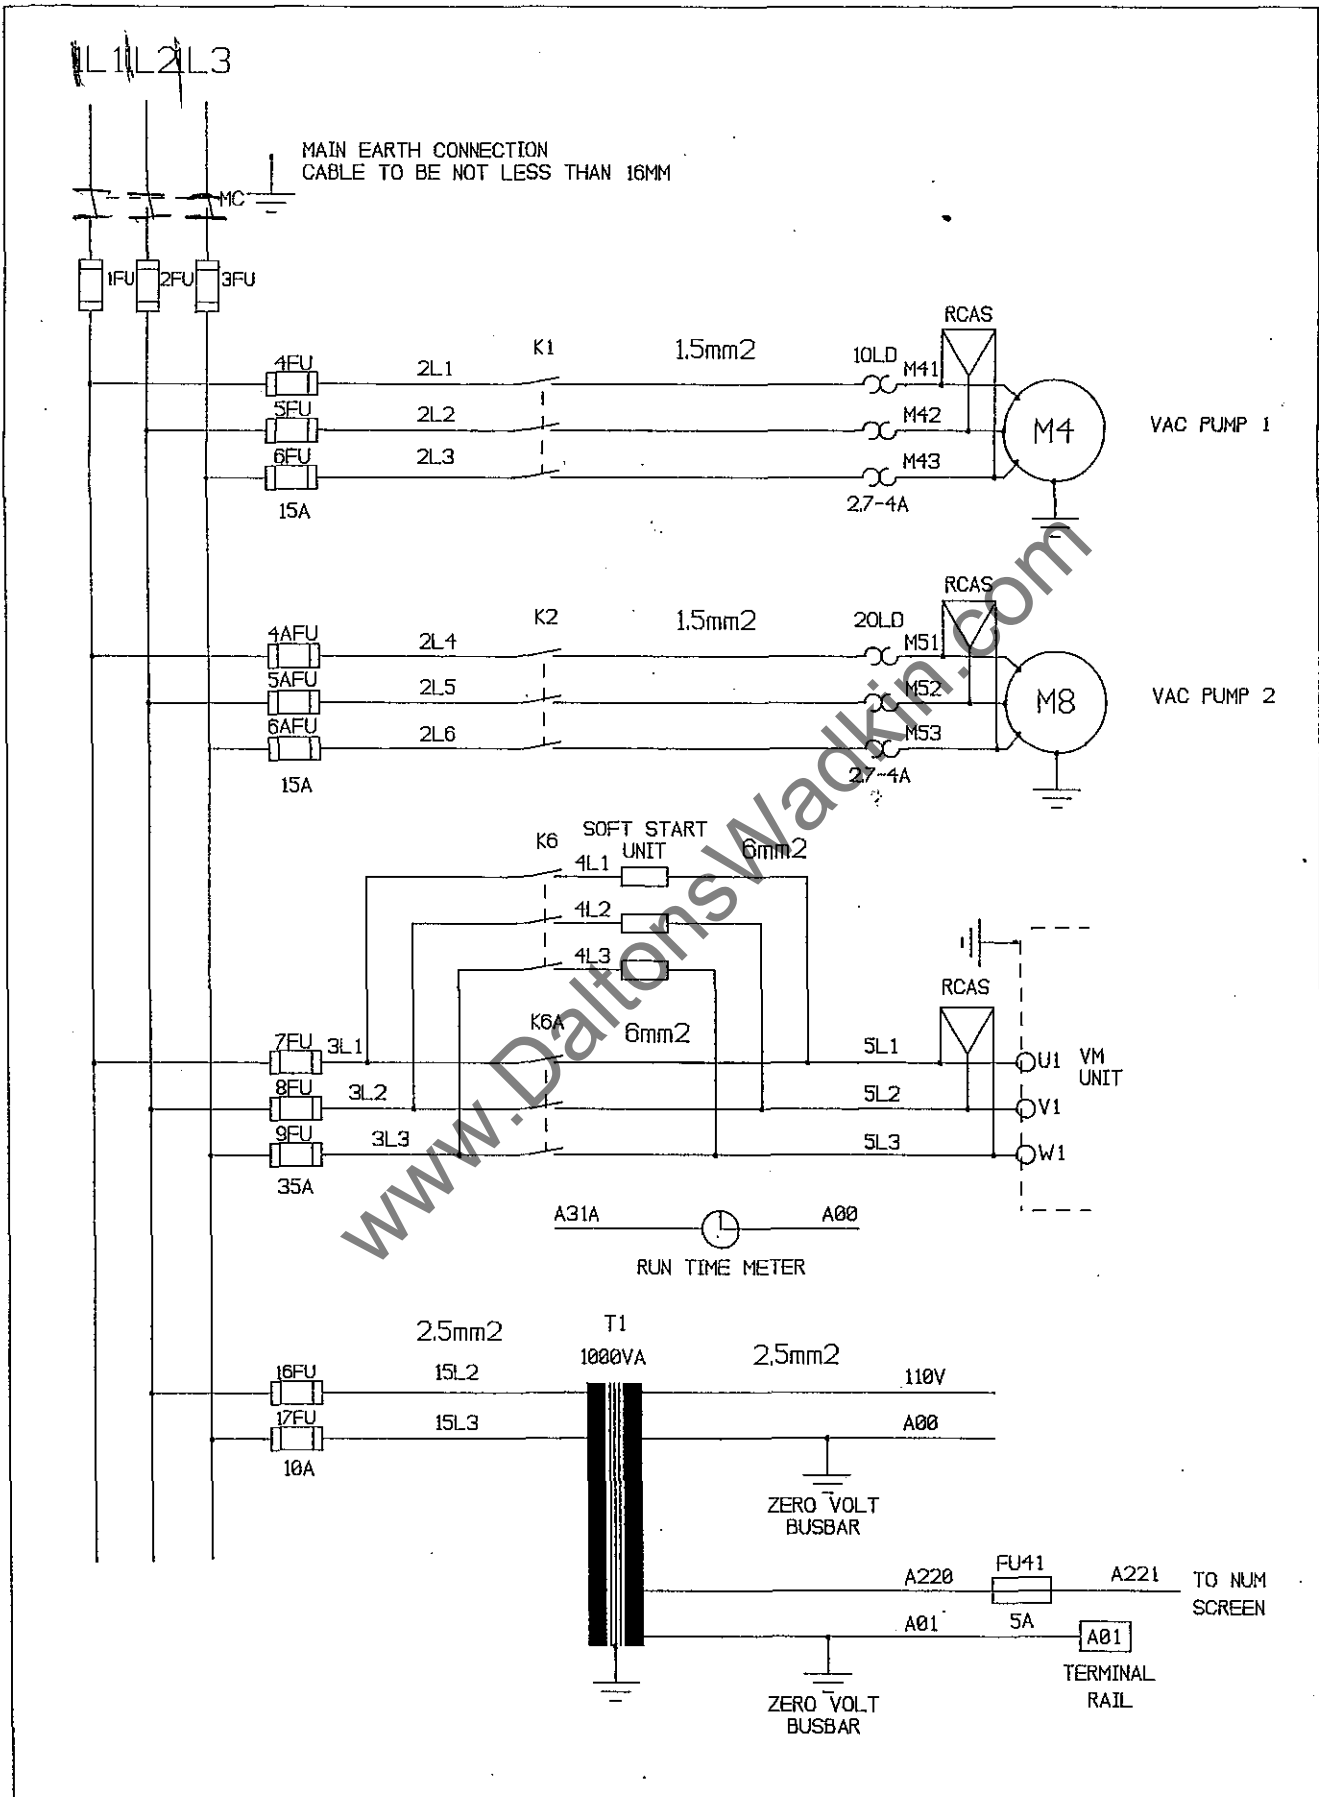 1L1 1L2 1L3
MAIN EARTH CONNECTION
CABLE TO BE NOT LESS THAN 16MM
MC
1FU 2FU 3FU
RCAS
4FU 2L1 K1 1.5mm2 1OLD M41
5FU 2L2 M42
M4 VAC PUMP 1
6FU 2L3 M43
15A 2.7-4A
RCAS
4AFU 2L4 K2 1.5mm2 2OLD M51
5AFU 2L5 M52
M8 VAC PUMP 2
6AFU 2L6 M53
15A 2.7-4A
K6 SOFT START
UNIT 6mm2
4L1
4L2
4L3
RCAS
K6A 6mm2
7FU 3L1 5L1 U1 VM
UNIT
8FU 3L2 5L2 V1
9FU 3L3 5L3 W1
35A
A31A A00
RUN TIME METER
2.5mm2 T1
1000VA 2.5mm2
16FU 15L2 110V
17FU 15L3 A00
10A
ZERO VOLT
BUSBAR
A220 FU41 A221 TO NUM
SCREEN
A01 5A A01
TERMINAL
RAIL
ZERO VOLT
BUSBAR
www.DaltonsWadkin.com